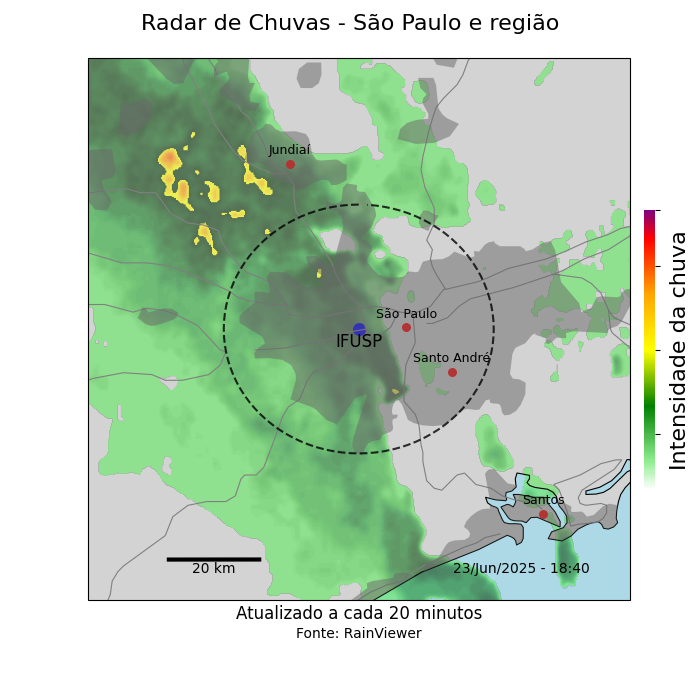 Radar de Chuvas - São Paulo e região
Jundiaí
São Paulo
IFUSP
Santo André
Santos
20 km
23/Jun/2025 - 18:40
Intensidade da chuva
Atualizado a cada 20 minutos
Fonte: RainViewer